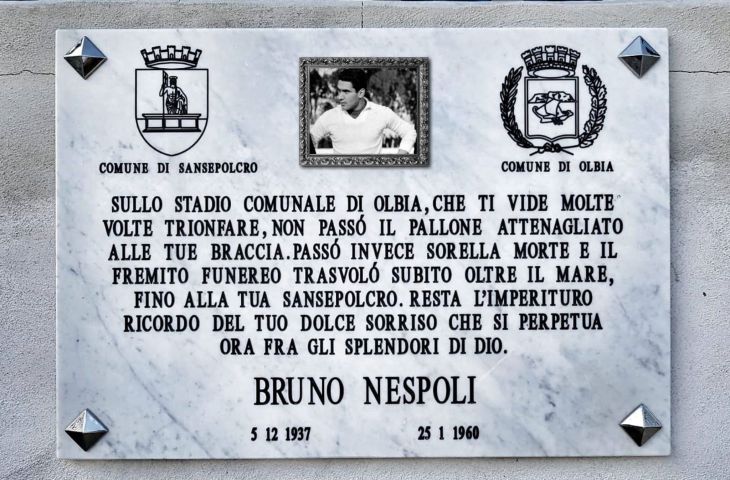 COMUNE DI SANSEPOLCRO
COMUNE DI OLBIA
SULLO STADIO COMUNALE DI OLBIA, CHE TI VIDE MOLTE
VOLTE TRIONFARE, NON PASSÓ IL PALLONE ATTENAGLIATO
ALLE TUE BRACCIA. PASSÓ INVECE SORELLA MORTE E IL
FREMITO FUNEREO TRASVOLÓ SUBITO OLTRE IL MARE,
FINO ALLA TUA SANSEPOLCRO. RESTA L'IMPERITURO
RICORDO DEL TUO DOLCE SORRISO CHE SI PERPETUA
ORA FRA GLI SPLENDORI DI DIO.
BRUNO NESPOLI
5 12 1937 25 1 1960